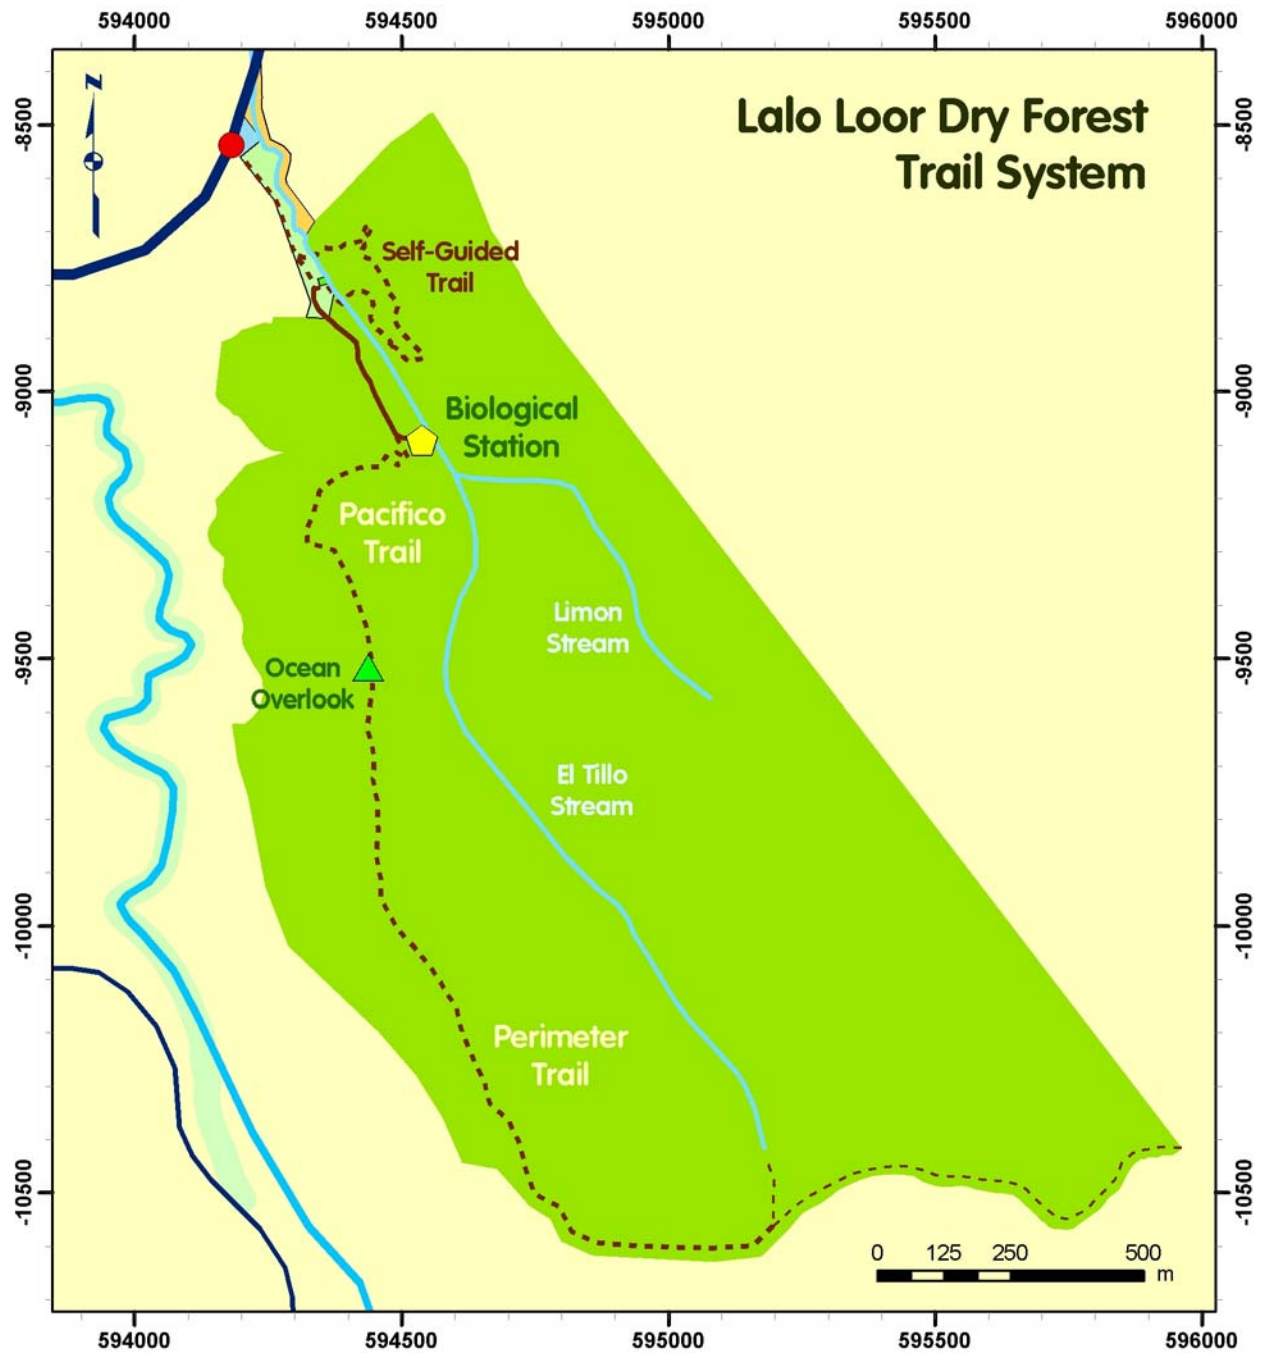 594000 594500 595000 595500 596000
Lalo Loor Dry Forest
Trail System
N
-8500 -8500
Self-Guided
Trail
-9000 -9000
Biological
Station
Pacifico
Trail
Limon
Stream
-9500 -9500
Ocean
Overlook
El Tillo
Stream
-10000 -10000
Perimeter
Trail
-10500 -10500
0 125 250 500
m
594000 594500 595000 595500 596000